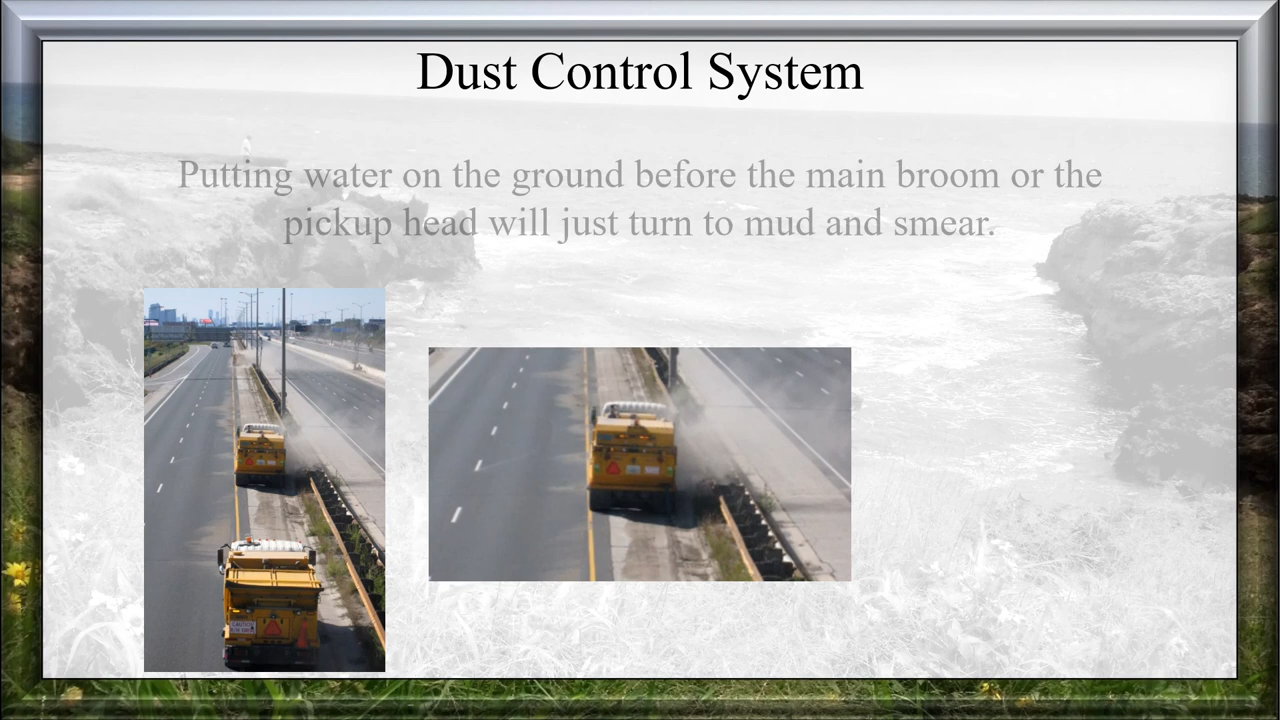 Dust Control System
Putting water on the ground before the main broom or the
pickup head will just turn to mud and smear.